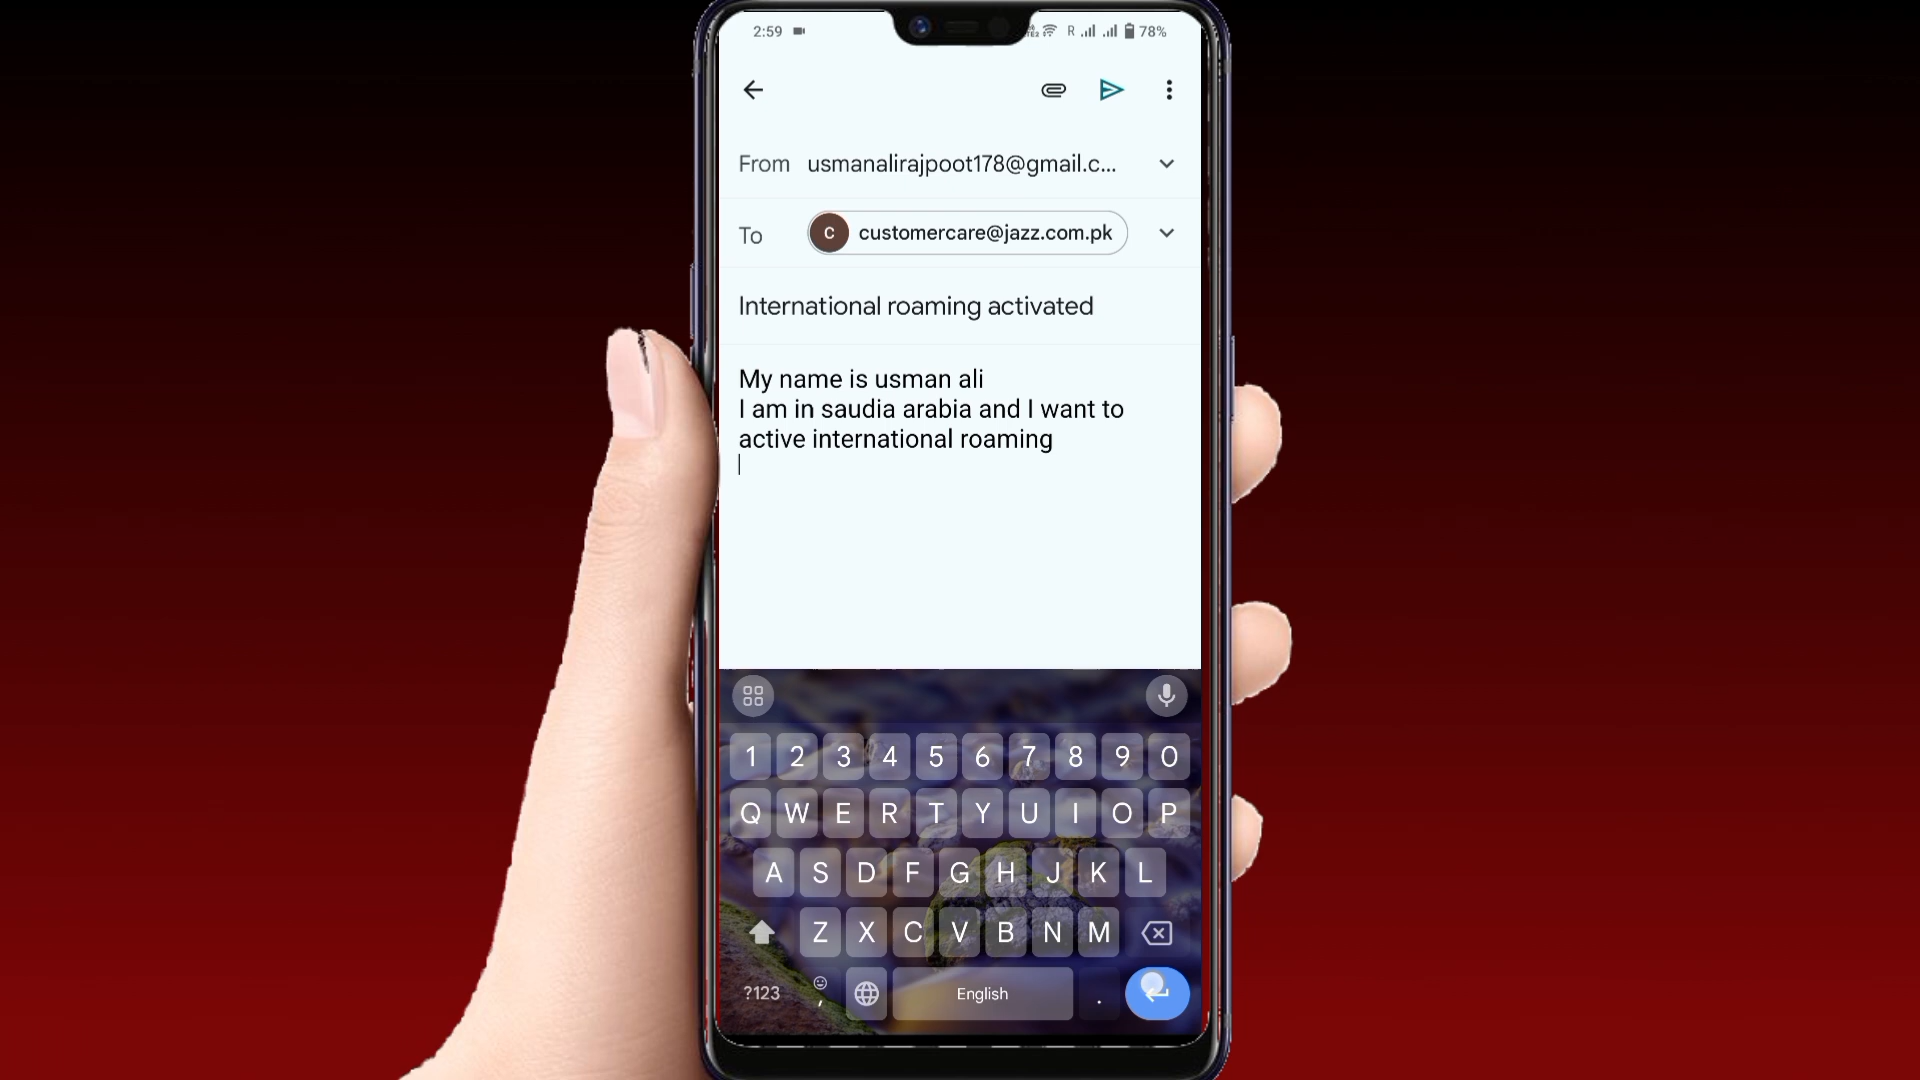 2:59
R
78%
From usmanalirajpoot178@gmail.c...
To C customercare@jazz.com.pk
International roaming activated
My name is usman ali
I am in saudia arabia and I want to
active international roaming
1 2 3 4 5 6 7 8 9 0
Q W E R T Y U I O P
A S D F G H J K L
Z X C V B N M
?123 , English .